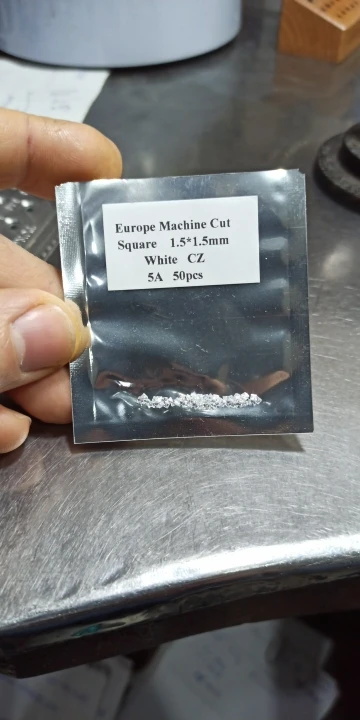 Europe Machine Cut
Square 1.5*1.5mm
White CZ
5A 50pcs